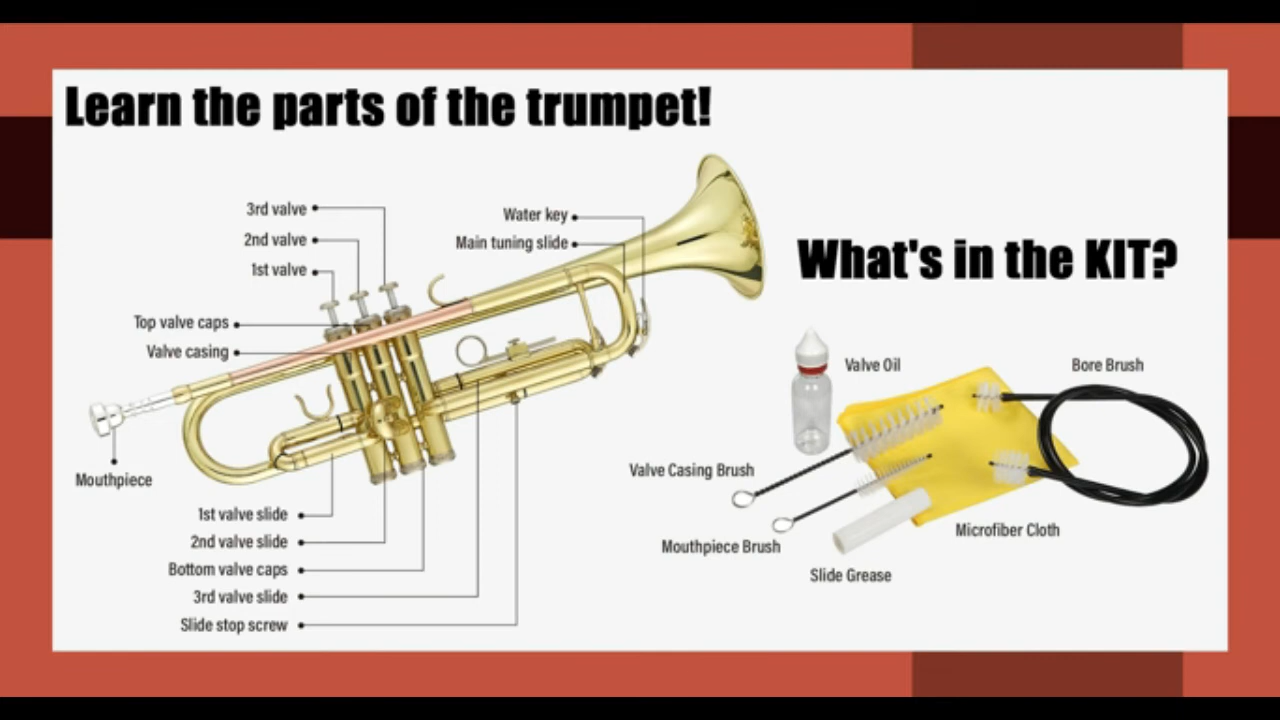 Learn the parts of the trumpet!
3rd valve
2nd valve
1st valve
Top valve caps
Valve casing
Water key
Main tuning slide
Mouthpiece
1st valve slide
2nd valve slide
Bottom valve caps
3rd valve slide
Slide stop screw
What's in the KIT?
Valve Oil
Bore Brush
Valve Casing Brush
Mouthpiece Brush
Microfiber Cloth
Slide Grease